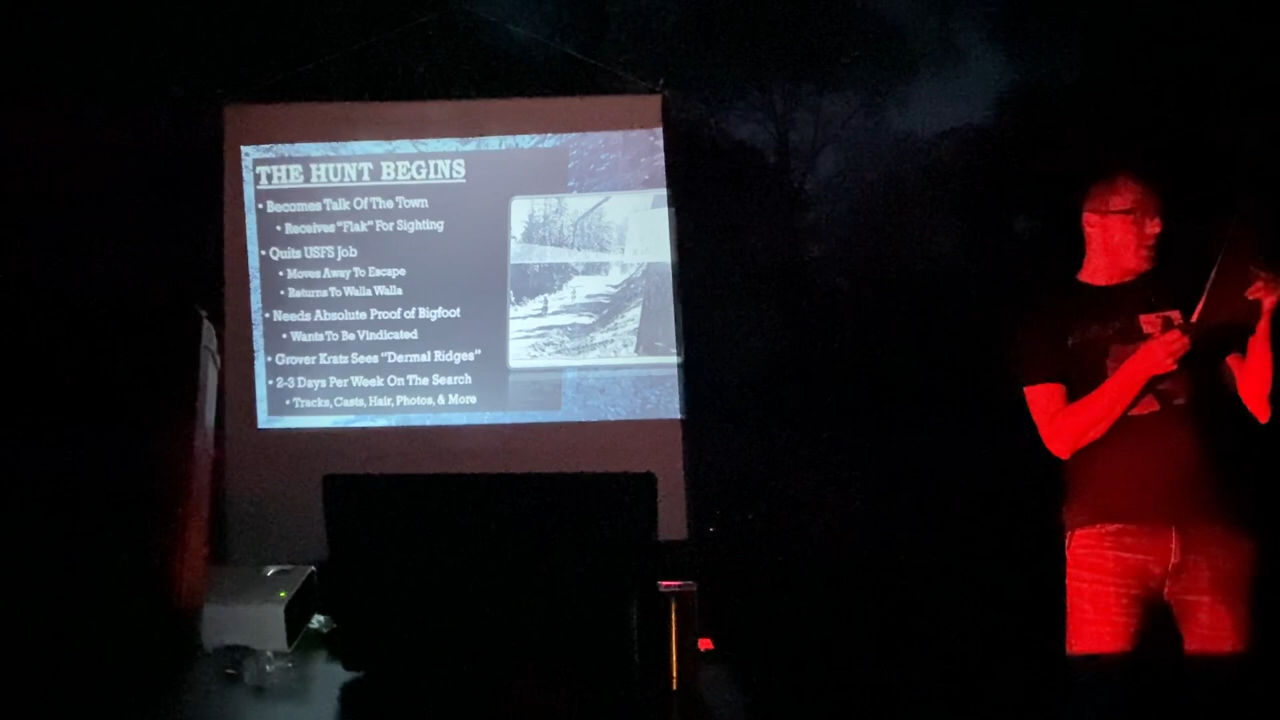 THE HUNT BEGINS
• Becomes Talk Of The Town
• Receives "Flak" For Sighting
• Quits USFS Job
• Moves Away To Escape
• Returns To Walla Walla
• Needs Absolute Proof of Bigfoot
• Wants To Be Vindicated
• Grover Kratz Sees "Dermal Ridges"
• 2-3 Days Per Week On The Search
• Tracks, Casts, Hair, Photos, & More